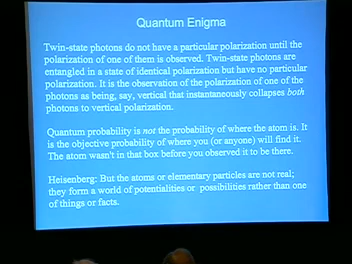 Quantum Enigma
Twin-state photons do not have a particular polarization until the
polarization of one of them is observed. Twin-state photons are
entangled in a state of identical polarization but have no particular
polarization. It is the observation of the polarization of one of the
photons as being, say, vertical that instantaneously collapses both
photons to vertical polarization.
Quantum probability is not the probability of where the atom is. It
is the objective probability of where you (or anyone) will find it.
The atom wasn't in that box before you observed it to be there.
Heisenberg: But the atoms or elementary particles are not real;
they form a world of potentialities or possibilities rather than one
of things or facts.